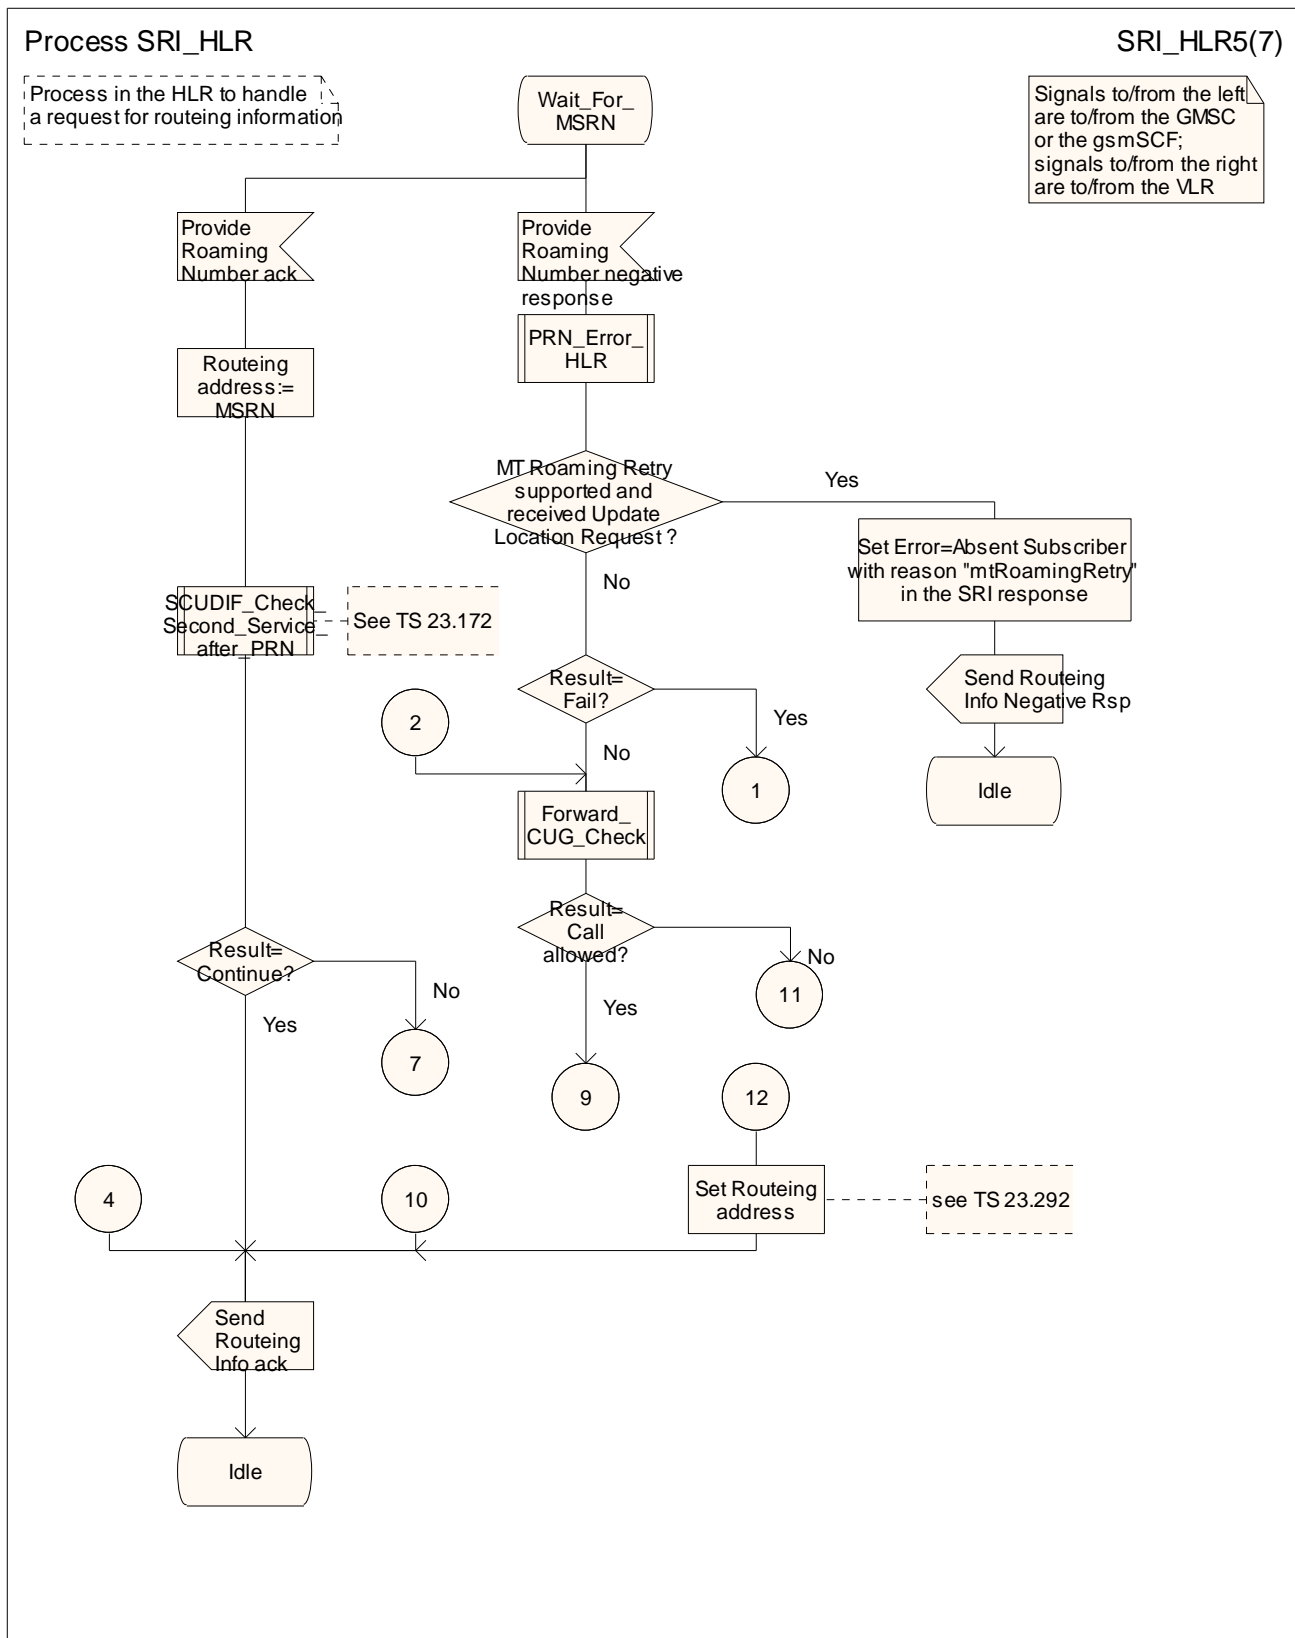 Process SRI_HLR
SRI_HLR5(7)
Process in the HLR to handle
a request for routeing information
Wait_For_
MSRN
Signals to/from the left
are to/from the GMSC
or the gsmSCF;
signals to/from the right
are to/from the VLR
Provide
Roaming
Number ack
Provide
Roaming
Number negative
response
PRN_Error_
HLR
Routeing
address:=
MSRN
MT Roaming Retry
supported and
received Update
Location Request ?
Yes
No
Set Error=Absent Subscriber
with reason "mtRoamingRetry"
in the SRI response
SCUDIF_Check_
Second_Service_
after_PRN
See TS 23.172
Result=
Fail?
Yes
No
Send Routeing
Info Negative Rsp
2
1
Idle
Forward_
CUG_Check
Result=
Call
allowed?
No
Yes
11
Result=
Continue?
No
Yes
7
9
12
4
10
Set Routeing
address
see TS 23.292
Send
Routeing
Info ack
Idle